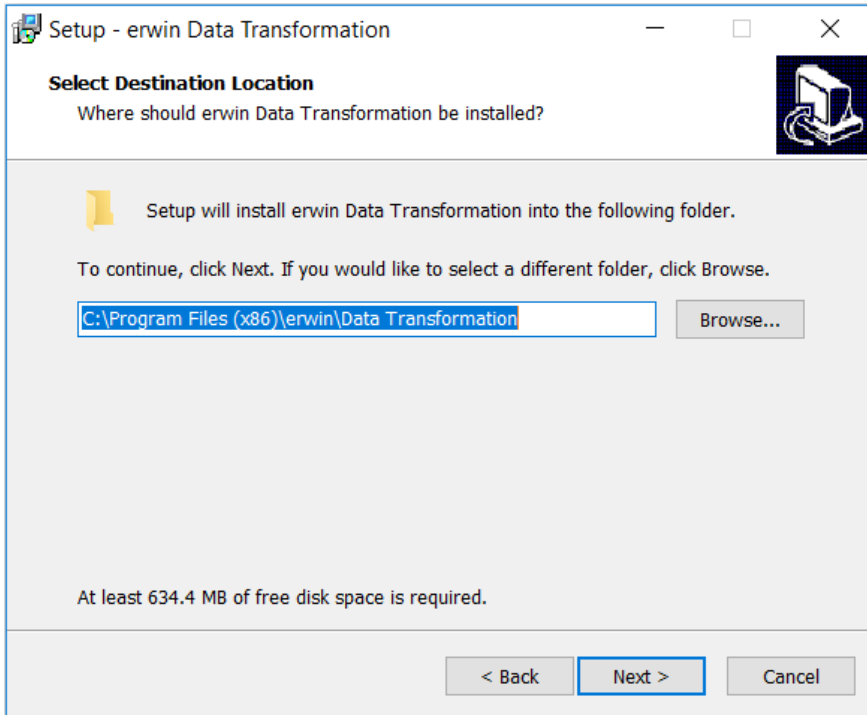 Setup - erwin Data Transformation
Select Destination Location
Where should erwin Data Transformation be installed?
Setup will install erwin Data Transformation into the following folder.
To continue, click Next. If you would like to select a different folder, click Browse.
C:\Program Files (x86)\erwin\Data Transformation
Browse...
At least 634.4 MB of free disk space is required.
< Back
Next >
Cancel